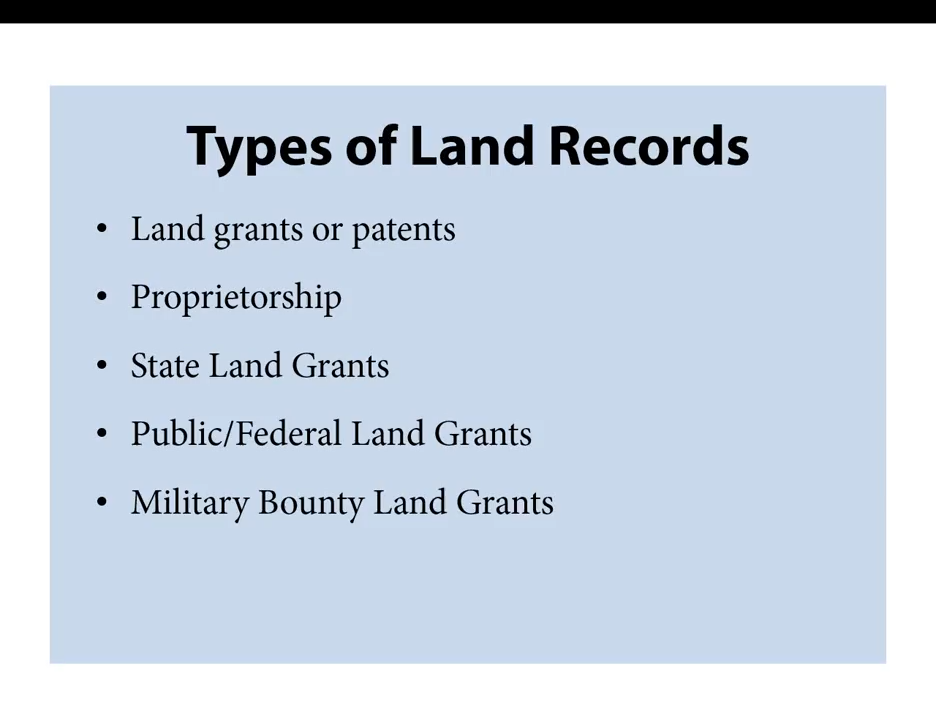 Types of Land Records
• Land grants or patents
• Proprietorship
• State Land Grants
• Public/Federal Land Grants
• Military Bounty Land Grants